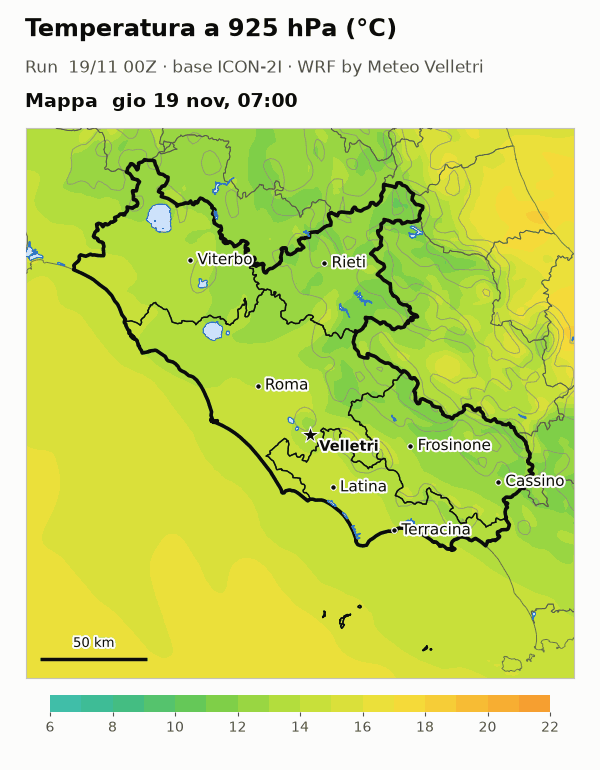 Temperatura a 925 hPa (°C)
Run  19/11 00Z · base ICON-2I · WRF by Meteo Velletri
Mappa  gio 19 nov, 07:00
Viterbo
Rieti
Roma
Velletri
Frosinone
Latina
Cassino
Terracina
50 km
6 8 10 12 14 16 18 20 22